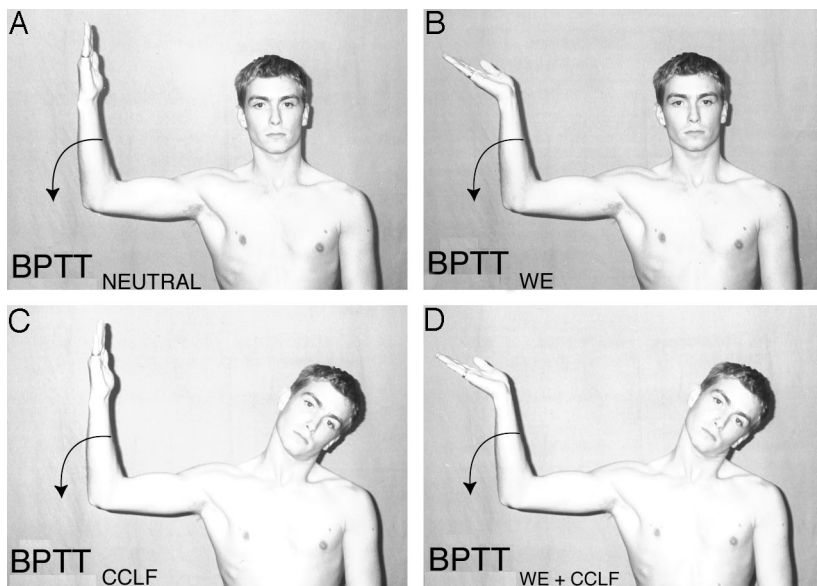 A
BPTT NEUTRAL
B
BPTT WE
C
BPTT CCLF
D
BPTT WE + CCLF